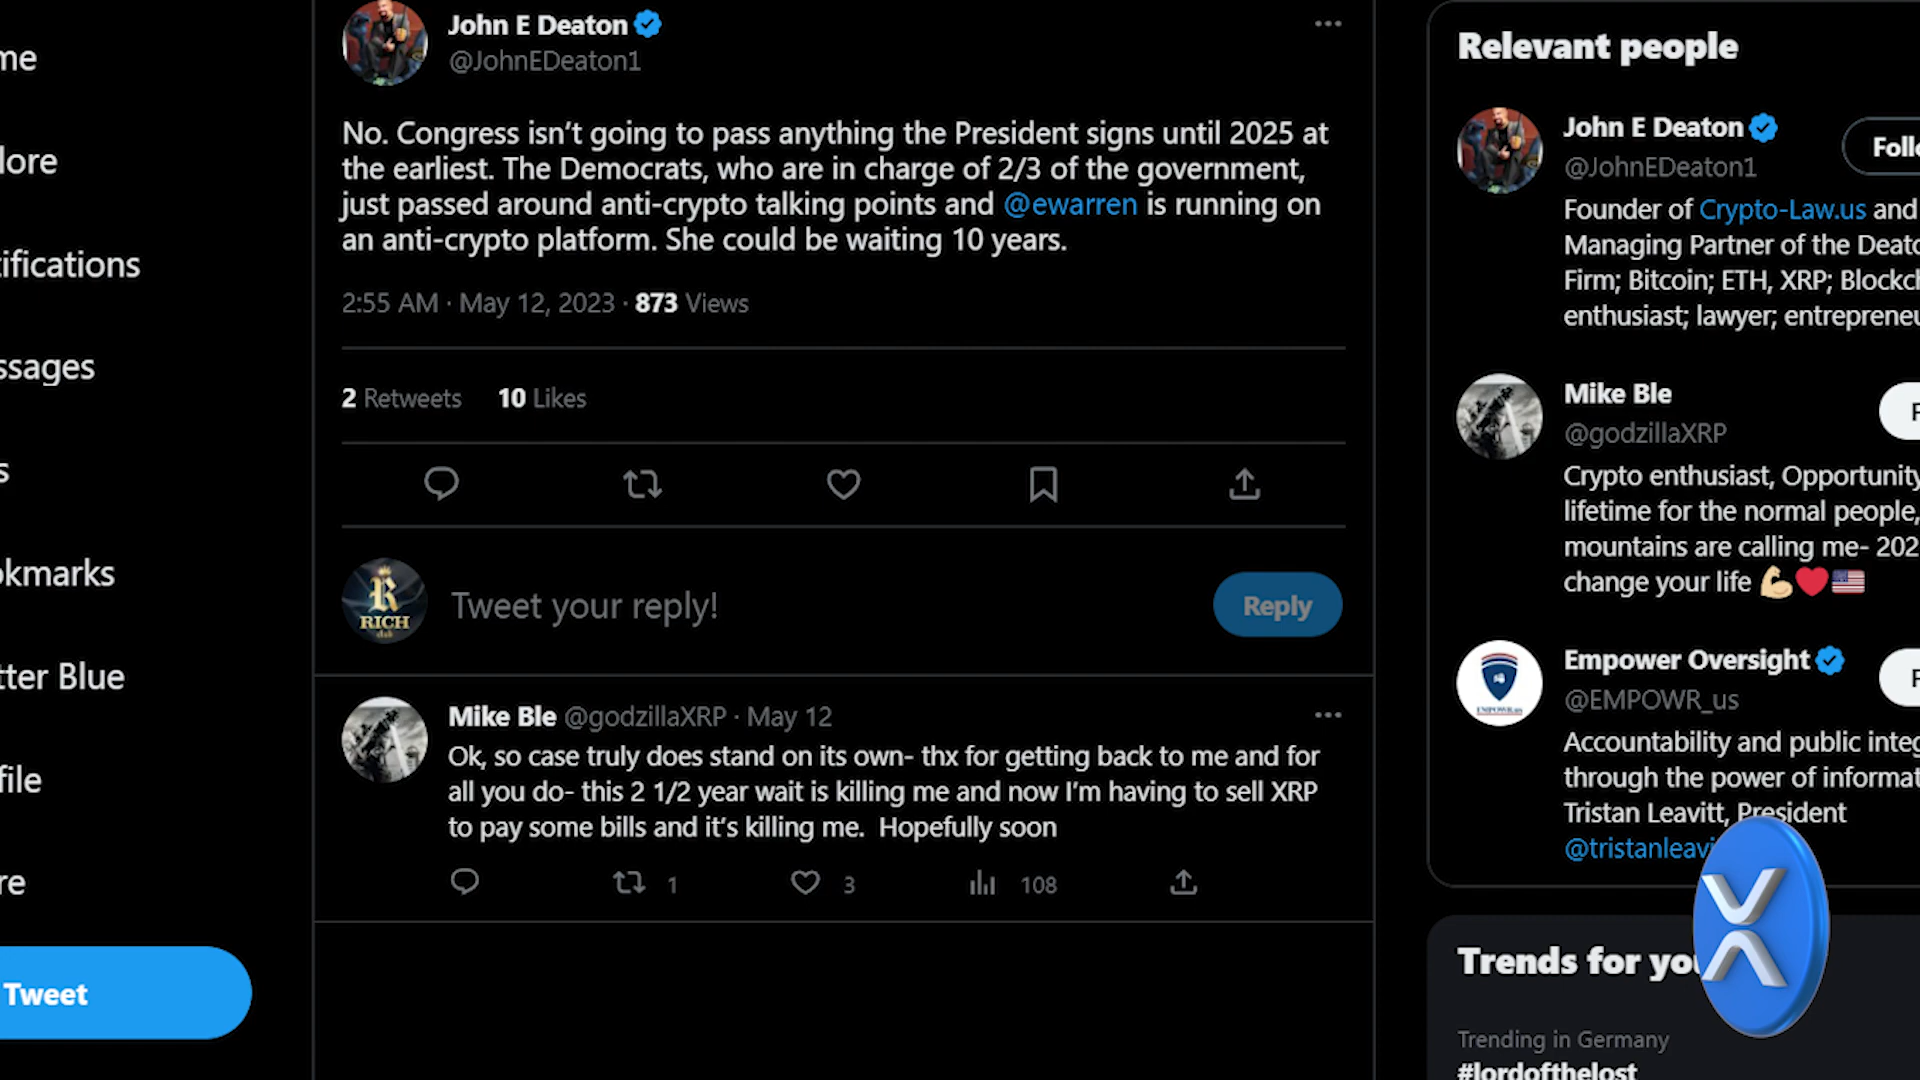 me
lore
ifications
ssages
s
okmarks
tter Blue
file
re
Tweet
John E Deaton
@JohnEDeaton1
No. Congress isn't going to pass anything the President signs until 2025 at
the earliest. The Democrats, who are in charge of 2/3 of the government,
just passed around anti-crypto talking points and @ewarren is running on
an anti-crypto platform. She could be waiting 10 years.
2:55 AM · May 12, 2023 · 873 Views
2 Retweets 10 Likes
R
RICH
club
Tweet your reply!
Reply
Mike Ble @godzillaXRP · May 12
Ok, so case truly does stand on its own- thx for getting back to me and for
all you do- this 2 1/2 year wait is killing me and now I'm having to sell XRP
to pay some bills and it's killing me. Hopefully soon
1 3 108
Relevant people
John E Deaton
@JohnEDeaton1
Follo
Founder of Crypto-Law.us and
Managing Partner of the Deato
Firm; Bitcoin; ETH, XRP; Blockch
enthusiast; lawyer; entrepreneu
Mike Ble
@godzillaXRP
F
Crypto enthusiast, Opportunity
lifetime for the normal people,
mountains are calling me- 202
change your life 💪❤️🇺🇸
Empower Oversight
@EMPOWR_us
F
EMPOWR.us
Accountability and public integ
through the power of informat
Tristan Leavitt, President
@tristanleavi
Trends for you
Trending in Germany
#lordofthelost